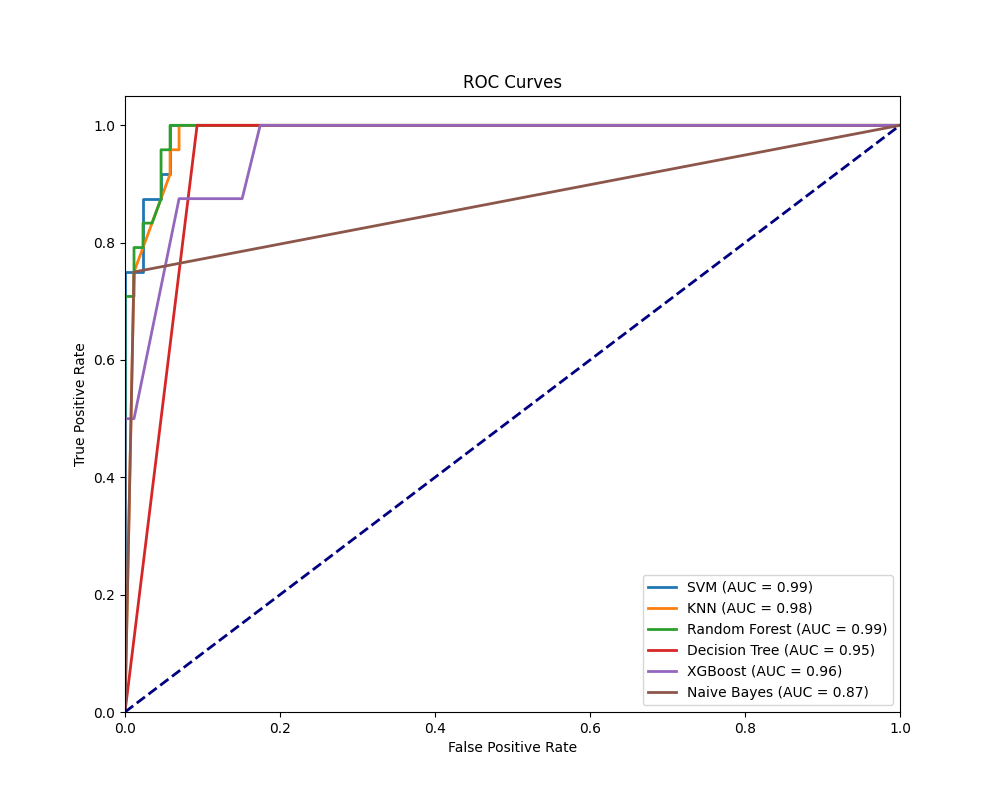 ROC Curves
1.0
0.8
0.6
0.4
0.2
0.0
True Positive Rate
SVM (AUC = 0.99)
KNN (AUC = 0.98)
Random Forest (AUC = 0.99)
Decision Tree (AUC = 0.95)
XGBoost (AUC = 0.96)
Naive Bayes (AUC = 0.87)
0.0 0.2 0.4 0.6 0.8 1.0
False Positive Rate